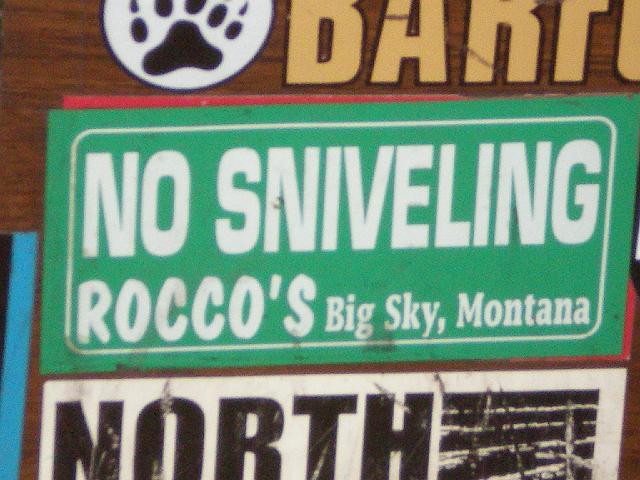 NO SNIVELING
ROCCO'S Big Sky, Montana
NORTH